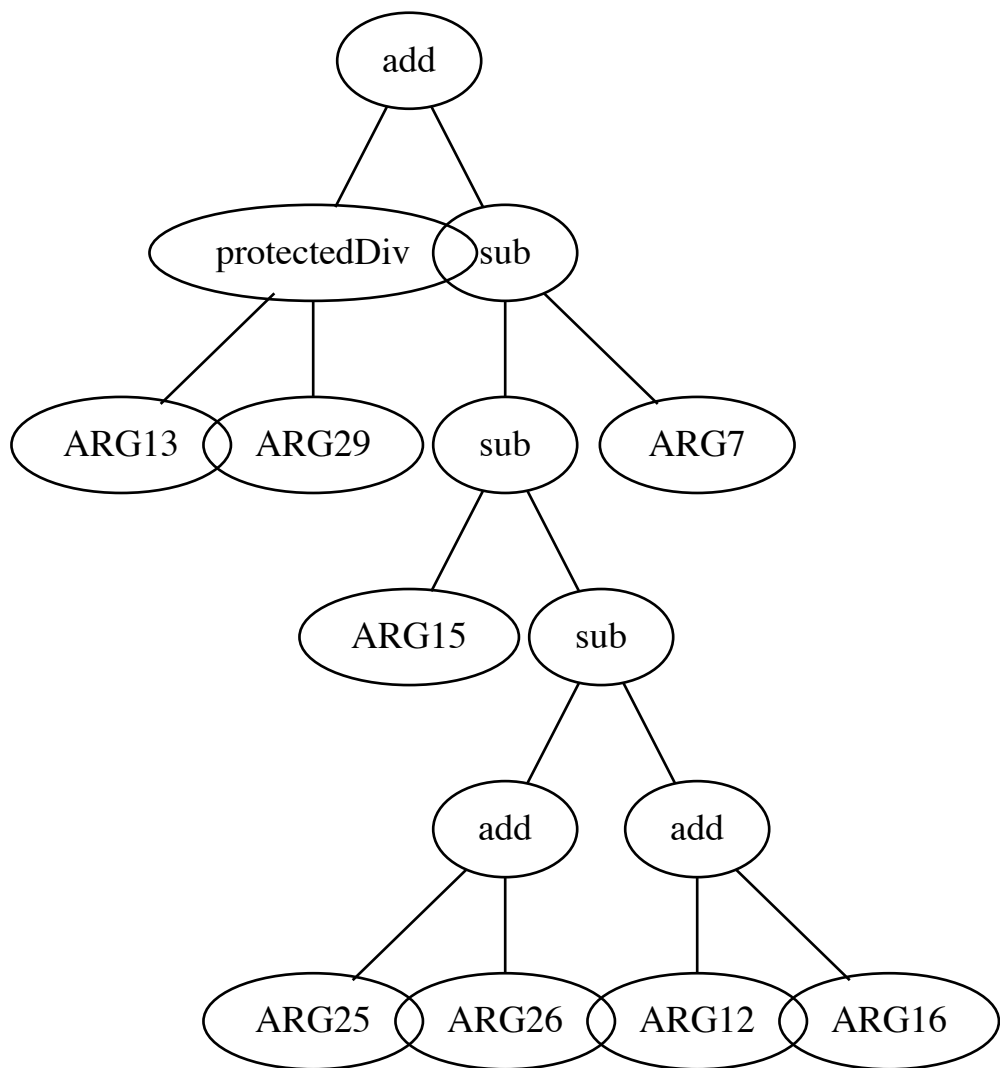 add
protectedDiv sub
ARG13 ARG29 sub ARG7
ARG15 sub
add add
ARG25 ARG26 ARG12 ARG16